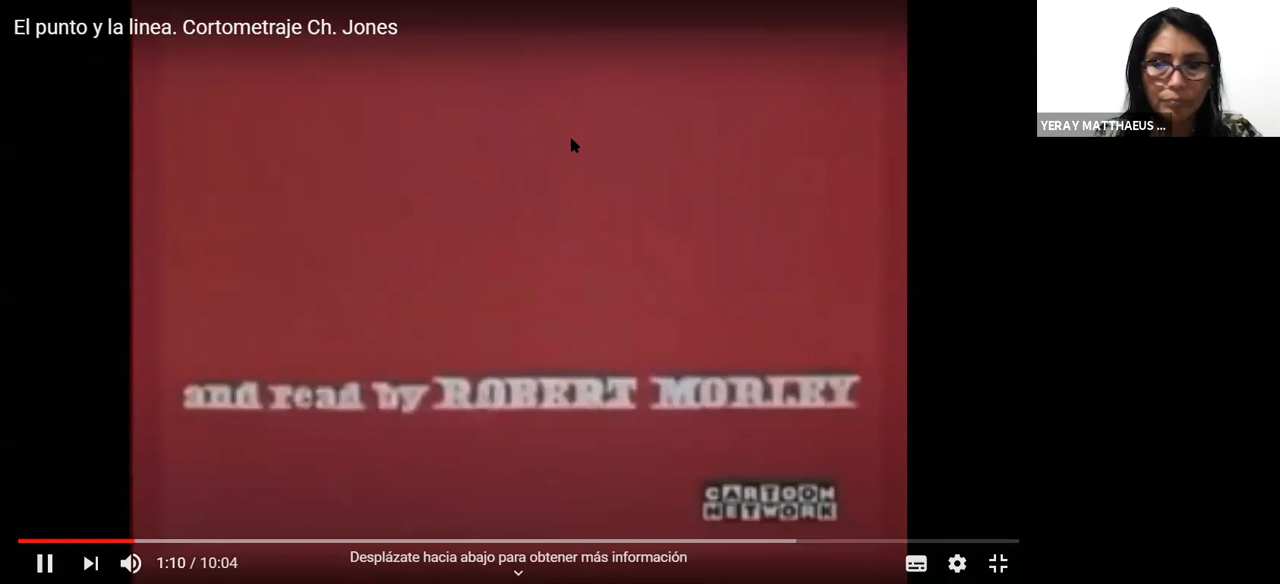 El punto y la linea. Cortometraje Ch. Jones
YERAY MATTHAEUS ...
and read by ROBERT MORLEY
CARTOON
NETWORK
1:10 / 10:04
Desplázate hacia abajo para obtener más información